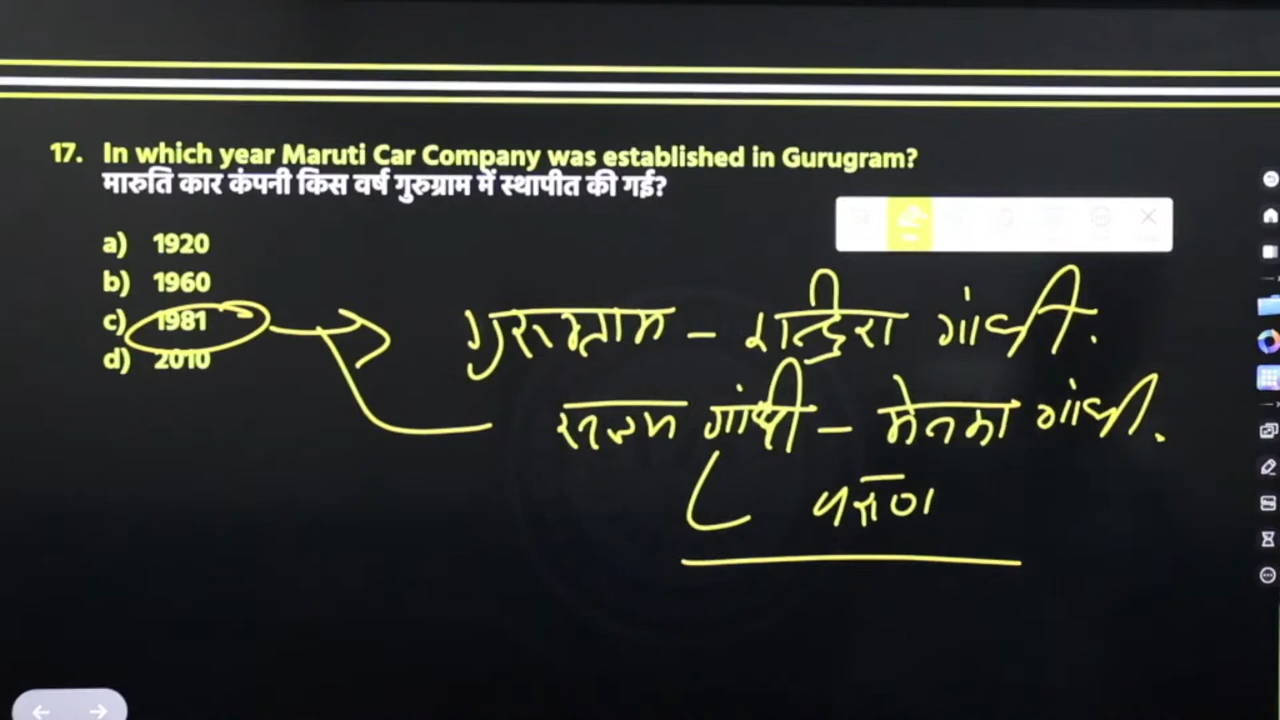 17. In which year Maruti Car Company was established in Gurugram?
मारुति कार कंपनी किस वर्ष गुरुग्राम में स्थापीत की गई?
a) 1920
b) 1960
c) 1981
d) 2010
गुरुग्राम – इन्दिरा गांधी.
संजय गांधी – मेनका गांधी.
वरुण